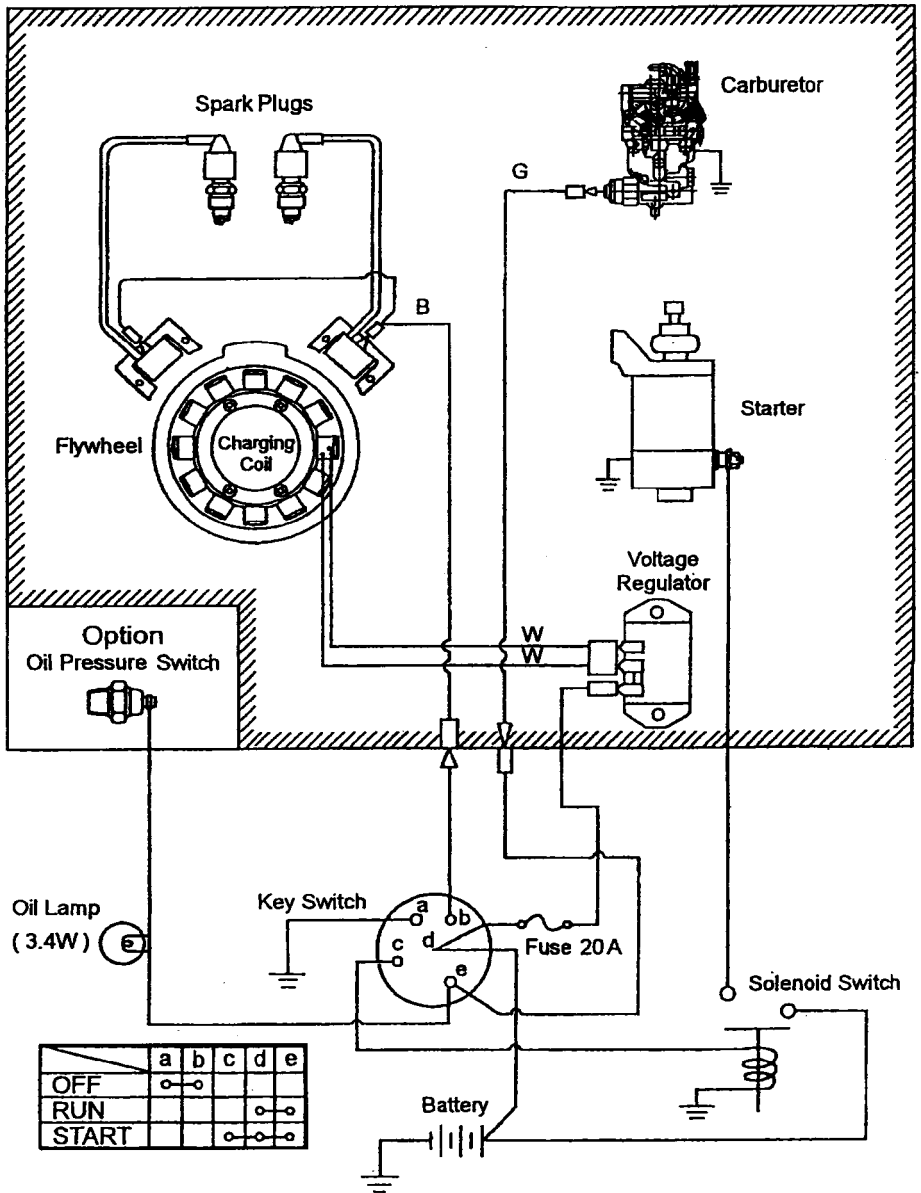 Spark Plugs
Carburetor
G
B
Starter
Flywheel
Charging
Coil
Voltage
Regulator
W
W
Option
Oil Pressure Switch
Key Switch
a
b
c
d
e
Oil Lamp
( 3.4W )
Fuse 20A
Solenoid Switch
a b c d e
OFF
RUN
START
Battery